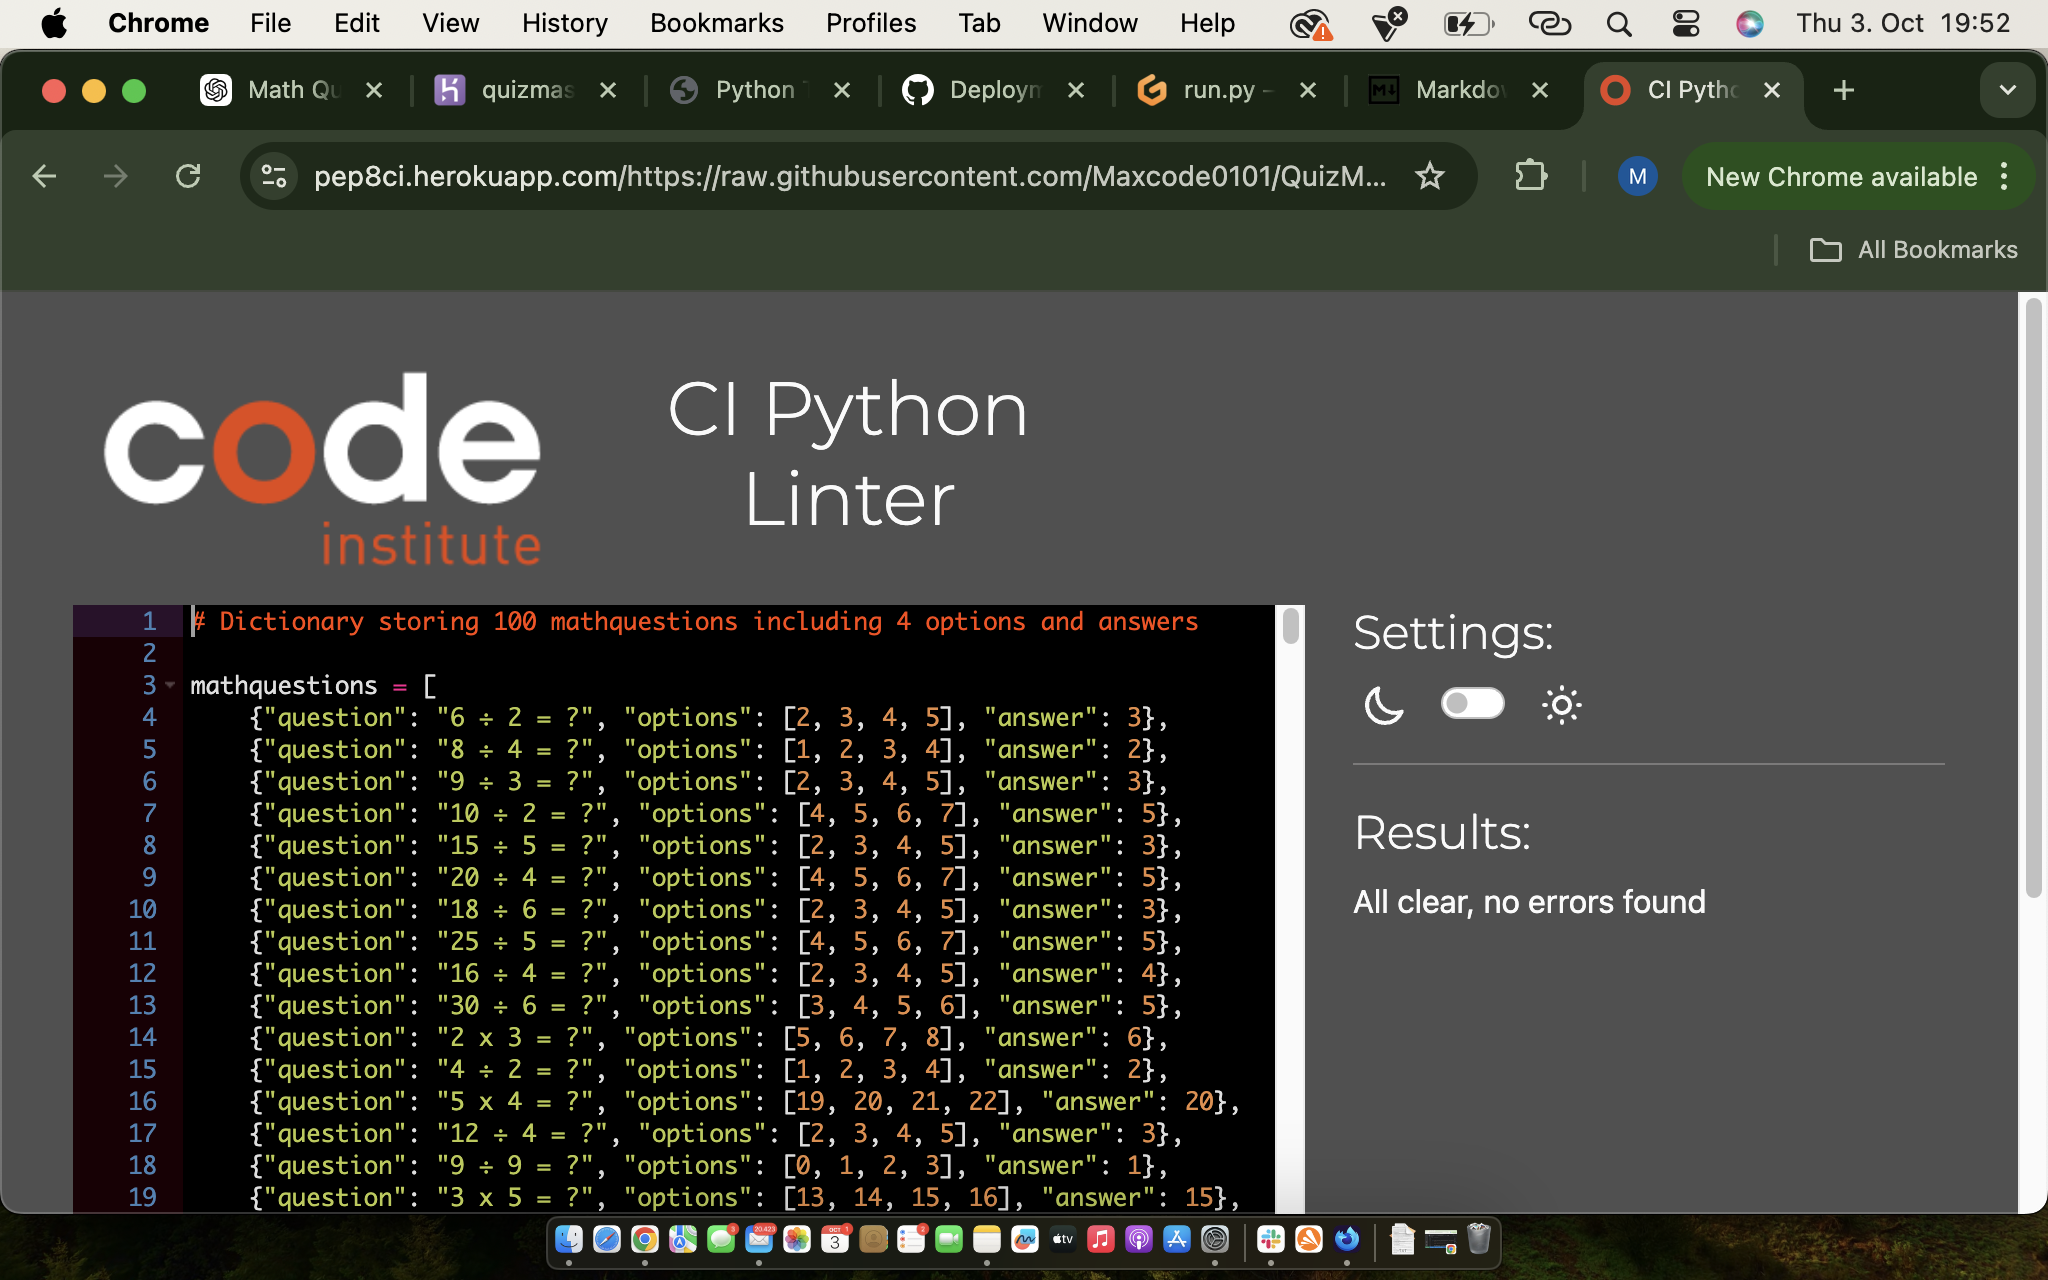 Chrome File Edit View History Bookmarks Profiles Tab Window Help Thu 3. Oct 19:52
Math Qu quizmas Python Deploym run.py – Markdo CI Pytho
pep8ci.herokuapp.com/https://raw.githubusercontent.com/Maxcode0101/QuizM... M New Chrome available
All Bookmarks
code
institute
CI Python
Linter
1 # Dictionary storing 100 mathquestions including 4 options and answers
2
3 mathquestions = [
4 {"question": "6 ÷ 2 = ?", "options": [2, 3, 4, 5], "answer": 3},
5 {"question": "8 ÷ 4 = ?", "options": [1, 2, 3, 4], "answer": 2},
6 {"question": "9 ÷ 3 = ?", "options": [2, 3, 4, 5], "answer": 3},
7 {"question": "10 ÷ 2 = ?", "options": [4, 5, 6, 7], "answer": 5},
8 {"question": "15 ÷ 5 = ?", "options": [2, 3, 4, 5], "answer": 3},
9 {"question": "20 ÷ 4 = ?", "options": [4, 5, 6, 7], "answer": 5},
10 {"question": "18 ÷ 6 = ?", "options": [2, 3, 4, 5], "answer": 3},
11 {"question": "25 ÷ 5 = ?", "options": [4, 5, 6, 7], "answer": 5},
12 {"question": "16 ÷ 4 = ?", "options": [2, 3, 4, 5], "answer": 4},
13 {"question": "30 ÷ 6 = ?", "options": [3, 4, 5, 6], "answer": 5},
14 {"question": "2 x 3 = ?", "options": [5, 6, 7, 8], "answer": 6},
15 {"question": "4 ÷ 2 = ?", "options": [1, 2, 3, 4], "answer": 2},
16 {"question": "5 x 4 = ?", "options": [19, 20, 21, 22], "answer": 20},
17 {"question": "12 ÷ 4 = ?", "options": [2, 3, 4, 5], "answer": 3},
18 {"question": "9 ÷ 9 = ?", "options": [0, 1, 2, 3], "answer": 1},
19 {"question": "3 x 5 = ?", "options": [13, 14, 15, 16], "answer": 15},
Settings:
Results:
All clear, no errors found
3 20.423 OCT 3 1 2 tv